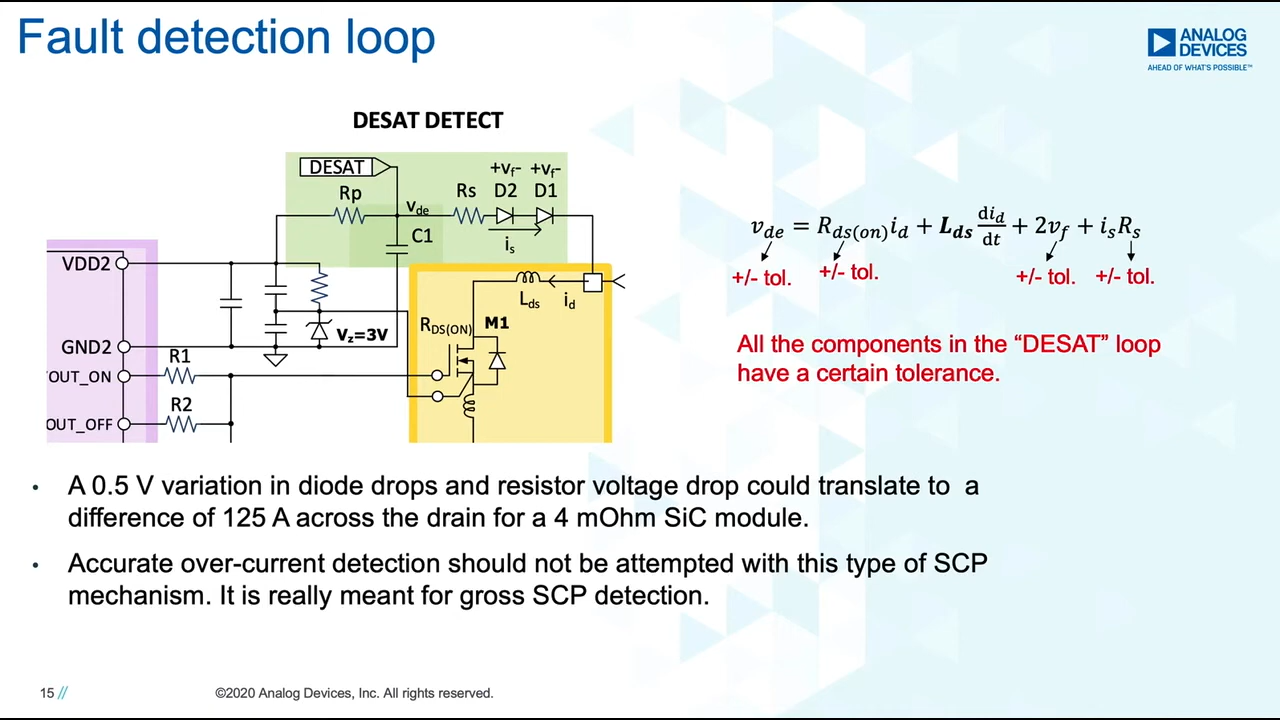 Fault detection loop
ANALOG
DEVICES
AHEAD OF WHAT'S POSSIBLE™
DESAT DETECT
DESAT
+Vf- +Vf-
Rp
Rs D2 D1
Vde
C1
is
VDD2
Lds id
RDS(ON) M1
Vz=3V
GND2
R1
OUT_ON
R2
OUT_OFF
vde = Rds(on)id + Lds did/dt + 2vf + isRs
+/- tol. +/- tol. +/- tol. +/- tol.
All the components in the “DESAT” loop
have a certain tolerance.
• A 0.5 V variation in diode drops and resistor voltage drop could translate to a
difference of 125 A across the drain for a 4 mOhm SiC module.
• Accurate over-current detection should not be attempted with this type of SCP
mechanism. It is really meant for gross SCP detection.
15 //
©2020 Analog Devices, Inc. All rights reserved.